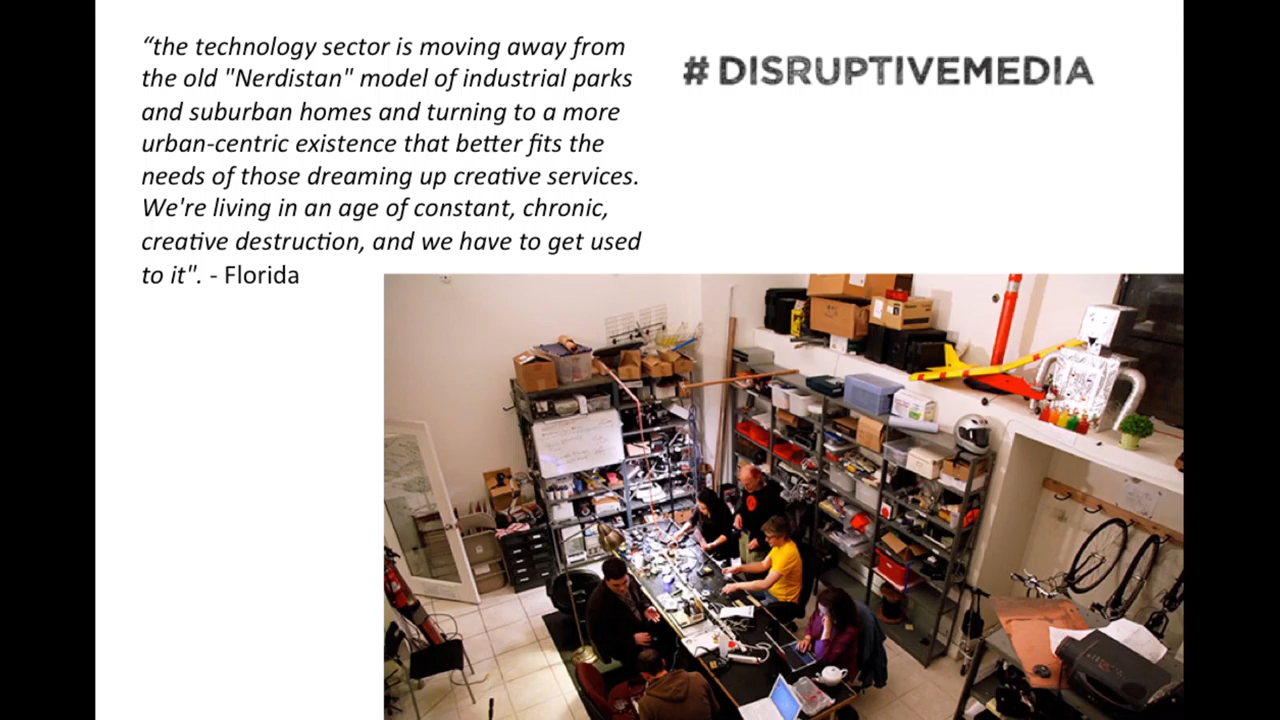 “the technology sector is moving away from
the old "Nerdistan" model of industrial parks
and suburban homes and turning to a more
urban-centric existence that better fits the
needs of those dreaming up creative services.
We're living in an age of constant, chronic,
creative destruction, and we have to get used
to it". - Florida
# DISRUPTIVEMEDIA